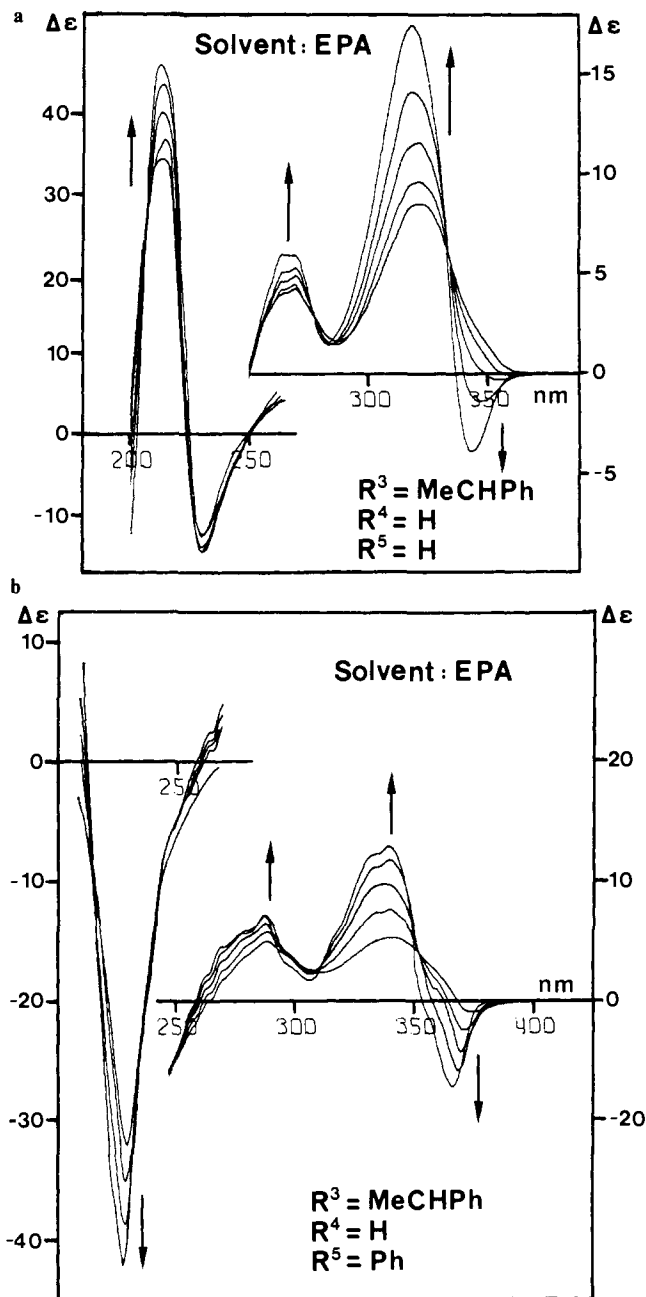 a
Δε
Solvent: EPA
Δε
40
30
20
10
0
-10
15
10
5
0
-5
200
250
300
350
nm
R³ = MeCHPh
R⁴ = H
R⁵ = H
b
Δε
Solvent: EPA
Δε
10
0
-10
-20
-30
-40
20
10
0
-20
250
250
300
350
400
nm
R³ = MeCHPh
R⁴ = H
R⁵ = Ph